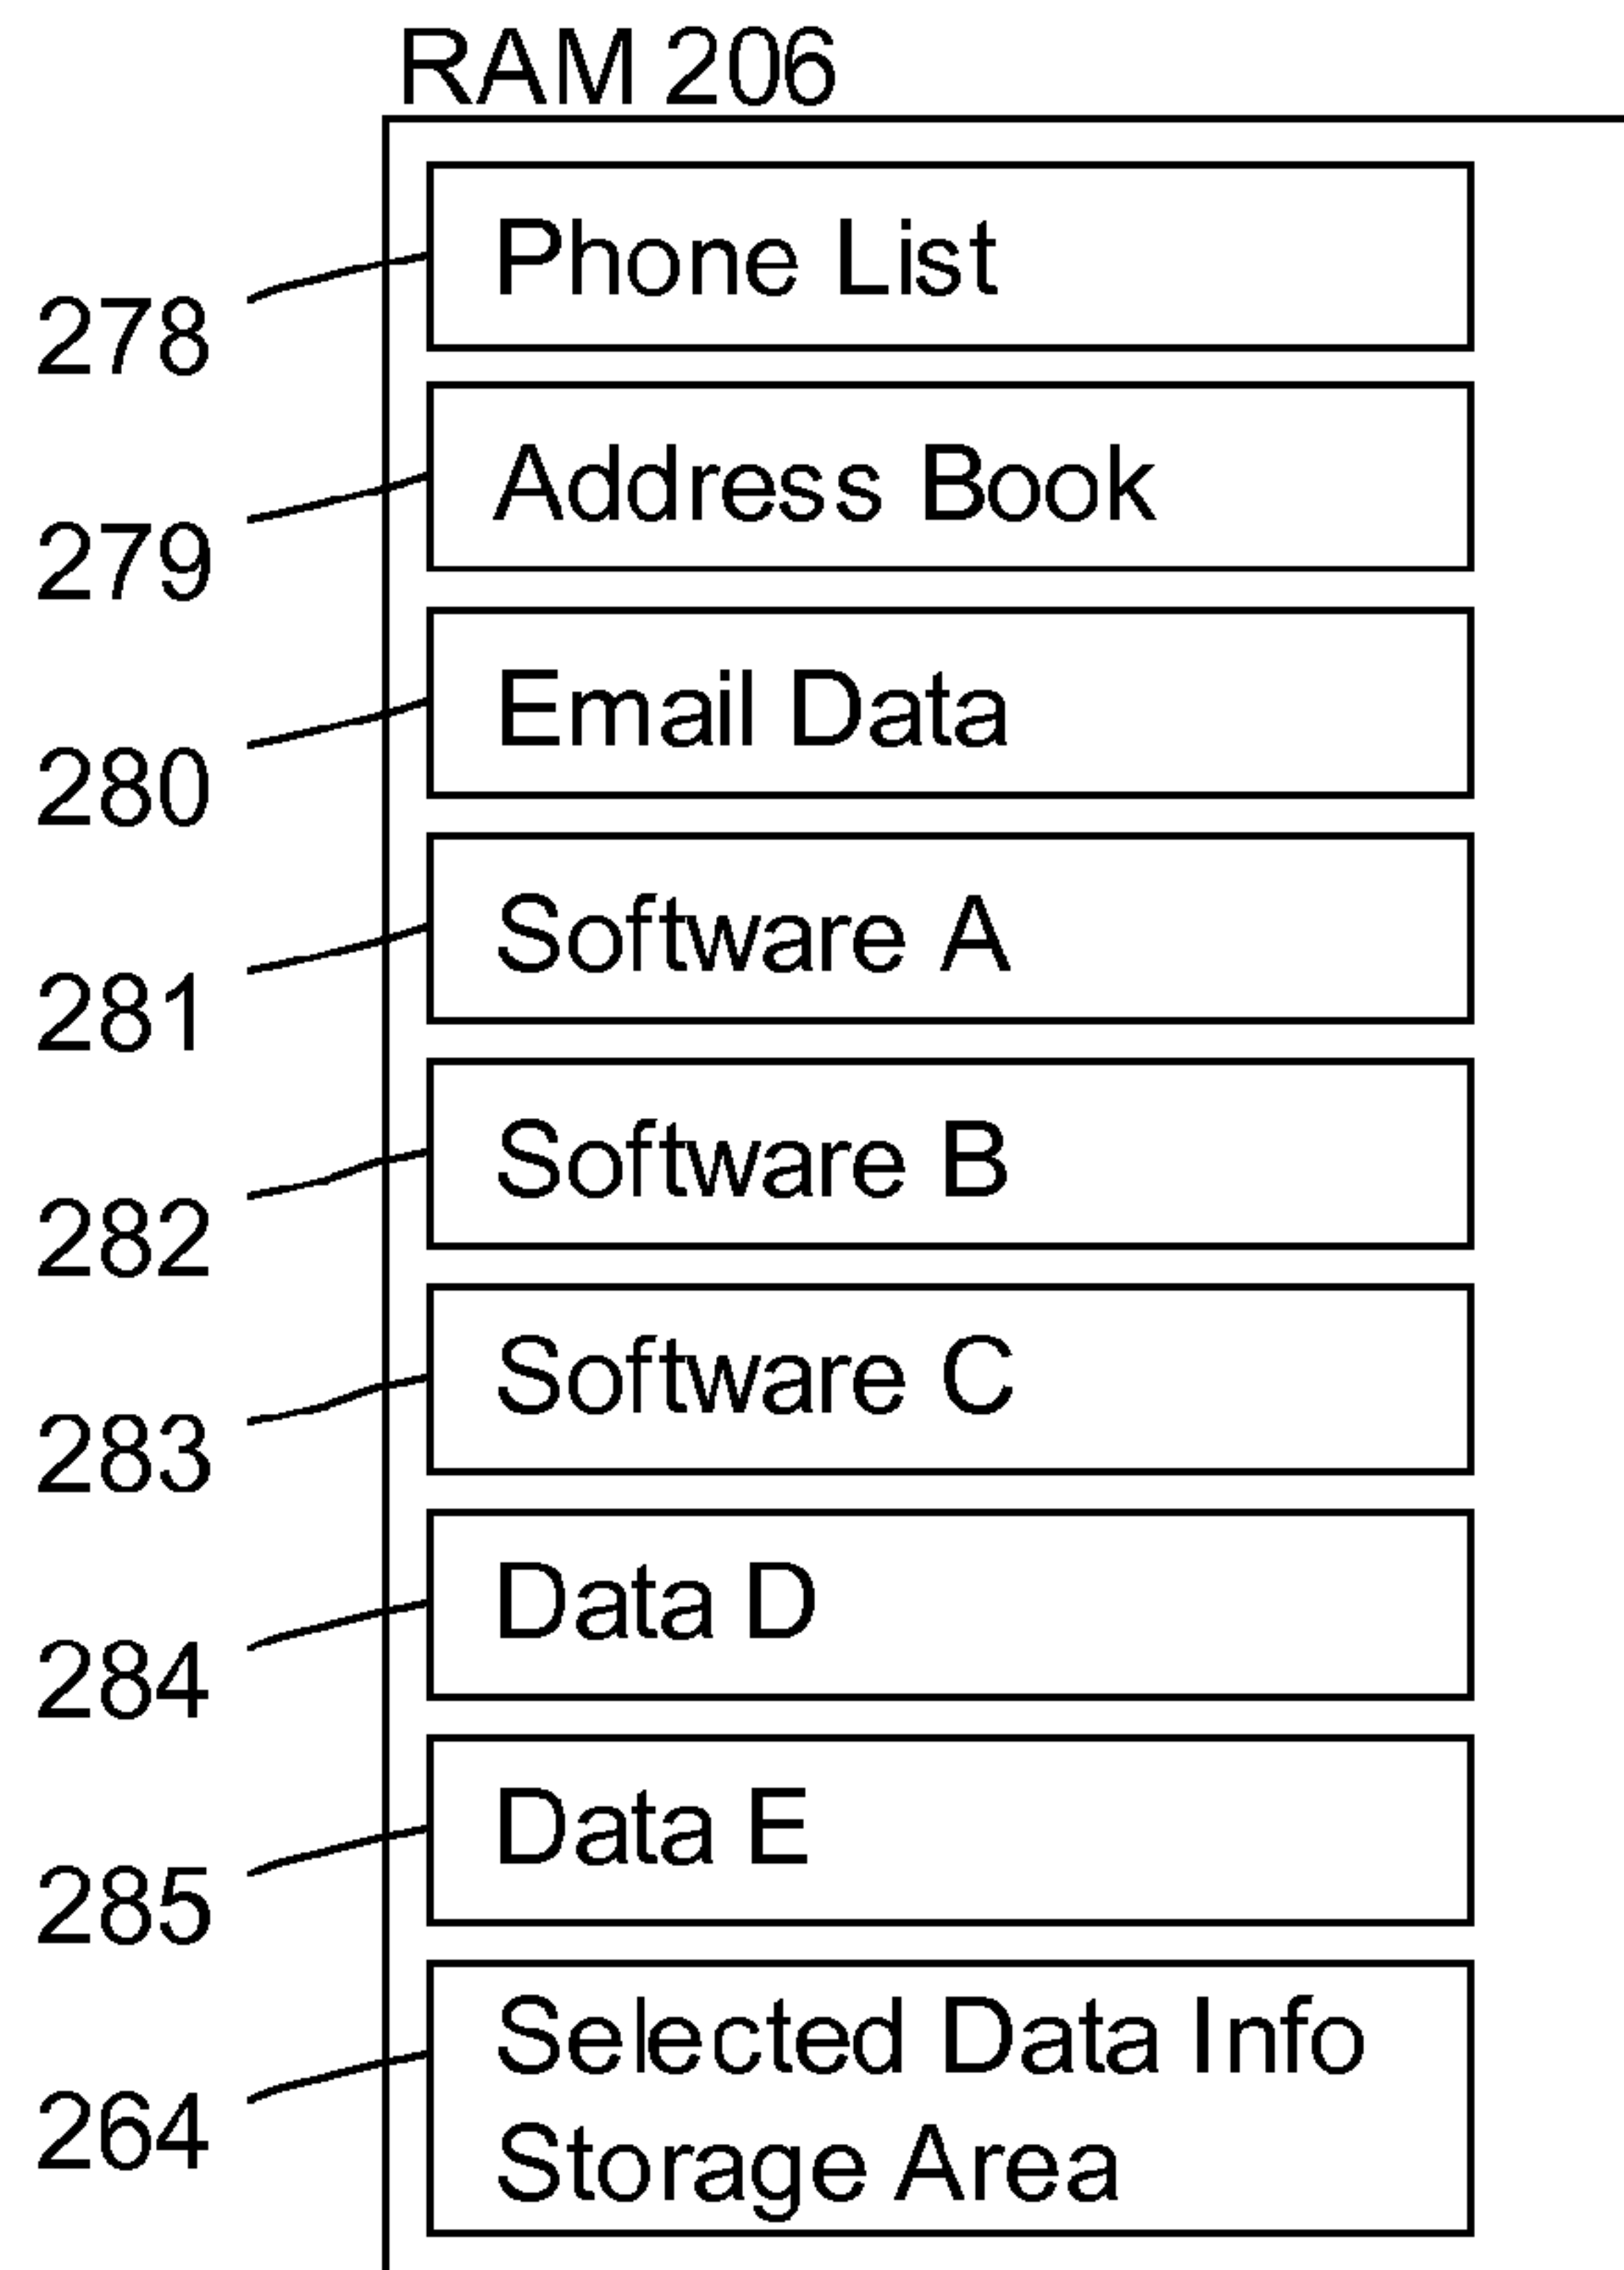 RAM 206
Phone List
278
Address Book
279
Email Data
280
Software A
281
Software B
282
Software C
283
Data D
284
Data E
285
Selected Data Info
264
Storage Area